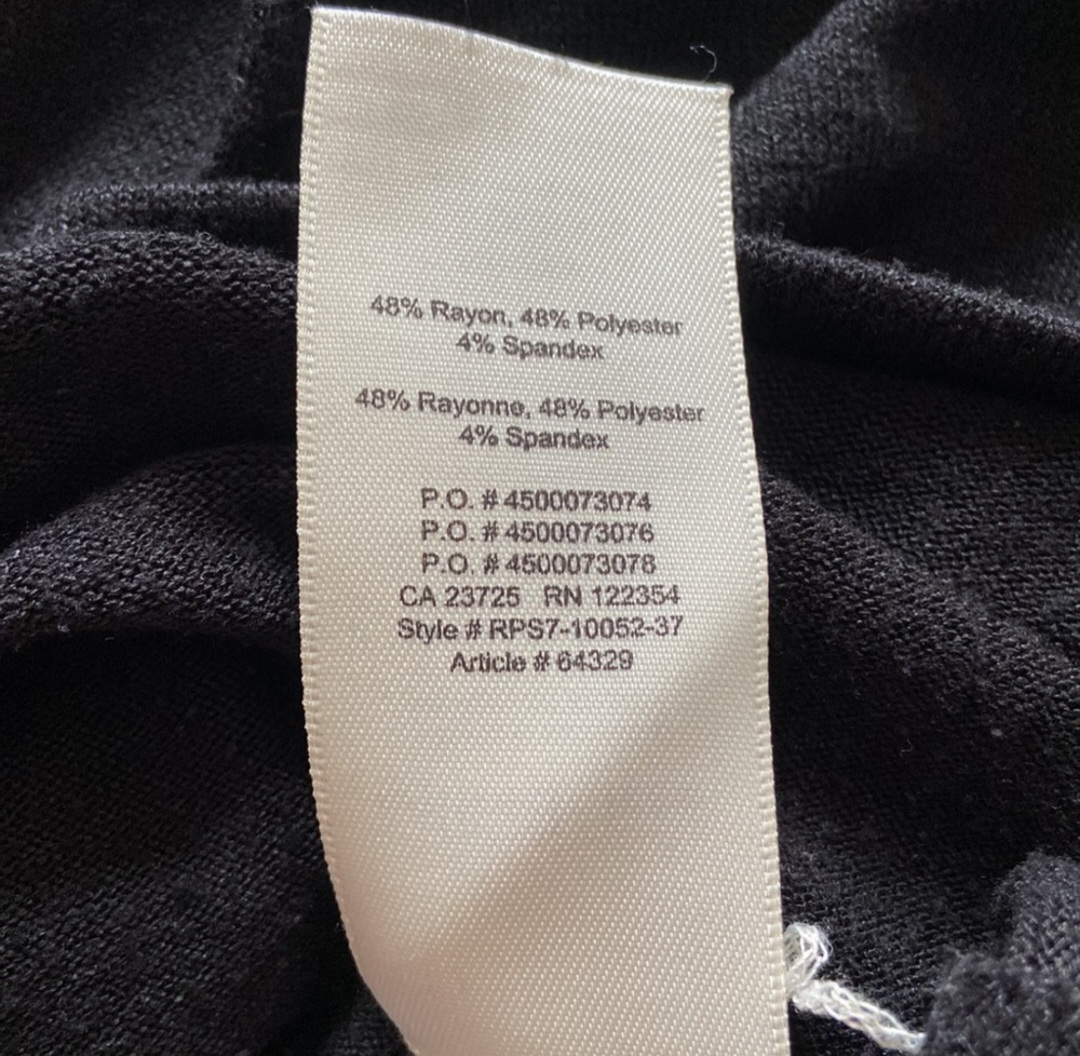 48% Rayon, 48% Polyester
4% Spandex
48% Rayonne, 48% Polyester
4% Spandex
P.O. # 4500073074
P.O. # 4500073076
P.O. # 4500073078
CA 23725 RN 122354
Style # RPS7-10052-37
Article # 64329